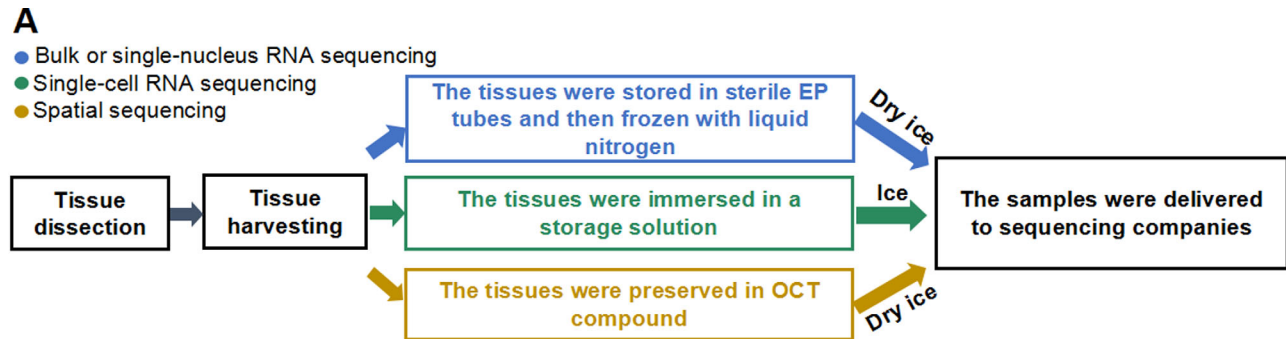 A
Bulk or single-nucleus RNA sequencing
Single-cell RNA sequencing
Spatial sequencing
Tissue
dissection
Tissue
harvesting
The tissues were stored in sterile EP
tubes and then frozen with liquid
nitrogen
Dry ice
The tissues were immersed in a
storage solution
Ice
The tissues were preserved in OCT
compound
Dry ice
The samples were delivered
to sequencing companies